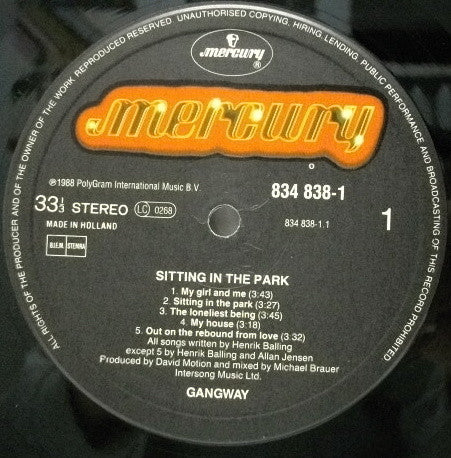 ALL RIGHTS OF THE PRODUCER AND OF THE OWNER OF THE WORK REPRODUCED RESERVED UNAUTHORISED COPYING, HIRING, LENDING, PUBLIC PERFORMANCE AND BROADCASTING OF THIS RECORD PROHIBITED
mercury
®
mercury
℗1988 PolyGram International Music B.V.
834 838-1
33 1/3 STEREO LC 0268
834 838-1.1
1
MADE IN HOLLAND
B.I.E.M. STEMRA
SITTING IN THE PARK
1. My girl and me (3:43)
2. Sitting in the park (3:27)
3. The loneliest being (3:45)
4. My house (3:18)
5. Out on the rebound from love (3.32)
All songs written by Henrik Balling
except 5 by Henrik Balling and Allan Jensen
Produced by David Motion and mixed by Michael Brauer
Intersong Music Ltd.
GANGWAY